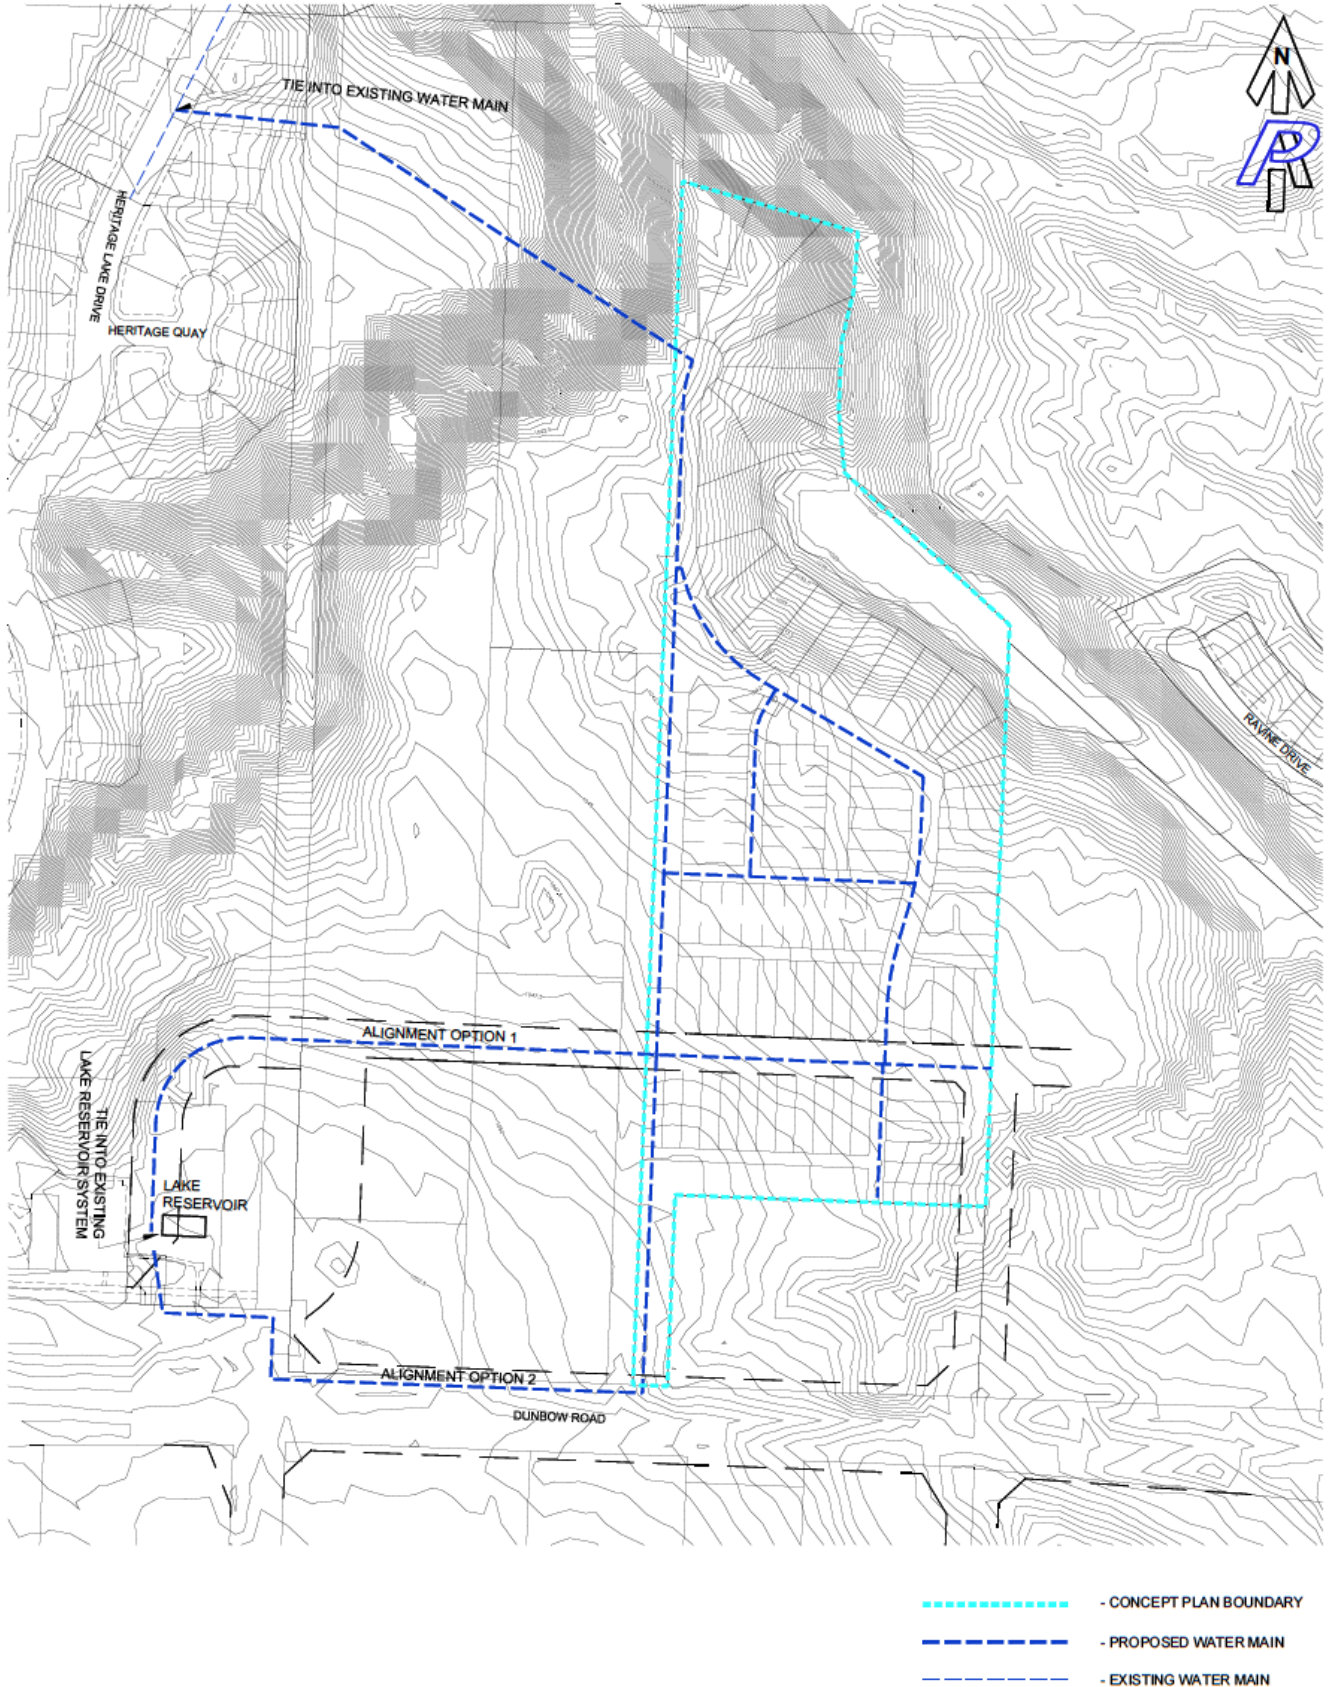 N
TIE INTO EXISTING WATER MAIN
HERITAGE LAKE DRIVE
HERITAGE QUAY
RAVINE DRIVE
ALIGNMENT OPTION 1
TIE INTO EXISTING
LAKE RESERVOIR SYSTEM
LAKE
RESERVOIR
ALIGNMENT OPTION 2
DUNBOW ROAD
- CONCEPT PLAN BOUNDARY
- PROPOSED WATER MAIN
- EXISTING WATER MAIN